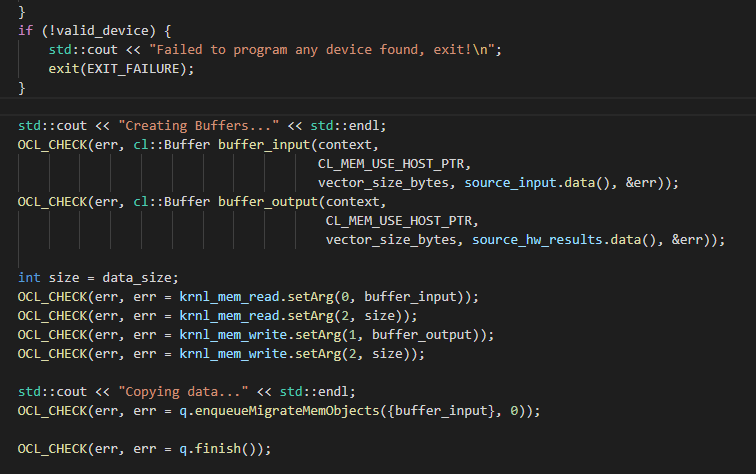 }
if (!valid_device) {
std::cout << "Failed to program any device found, exit!\n";
exit(EXIT_FAILURE);
}
std::cout << "Creating Buffers..." << std::endl;
OCL_CHECK(err, cl::Buffer buffer_input(context,
CL_MEM_USE_HOST_PTR,
vector_size_bytes, source_input.data(), &err));
OCL_CHECK(err, cl::Buffer buffer_output(context,
CL_MEM_USE_HOST_PTR,
vector_size_bytes, source_hw_results.data(), &err));
int size = data_size;
OCL_CHECK(err, err = krnl_mem_read.setArg(0, buffer_input));
OCL_CHECK(err, err = krnl_mem_read.setArg(2, size));
OCL_CHECK(err, err = krnl_mem_write.setArg(1, buffer_output));
OCL_CHECK(err, err = krnl_mem_write.setArg(2, size));
std::cout << "Copying data..." << std::endl;
OCL_CHECK(err, err = q.enqueueMigrateMemObjects({buffer_input}, 0));
OCL_CHECK(err, err = q.finish());